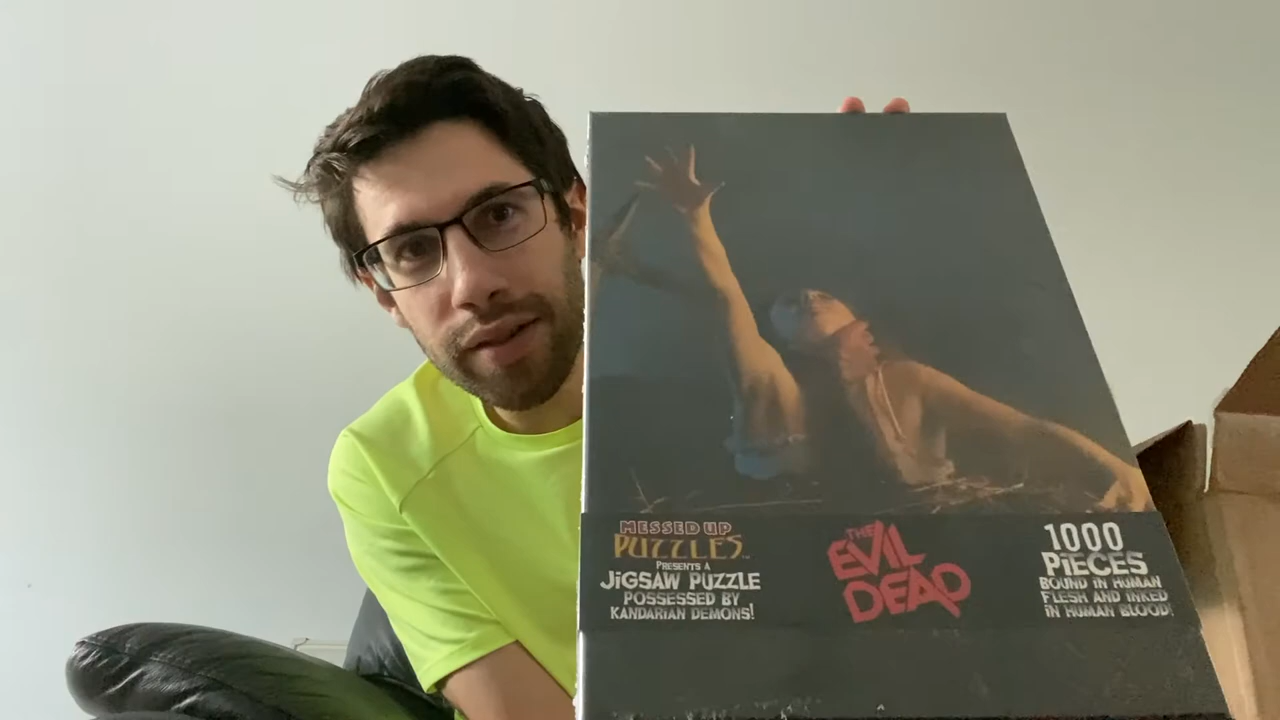 MESSED UP
PUZZLES
PRESENTS A
JIGSAW PUZZLE
POSSESSED BY
KANDARIAN DEMONS!
THE
EVIL
DEAD
1000
PIECES
BOUND IN HUMAN
FLESH AND INKED
IN HUMAN BLOOD!